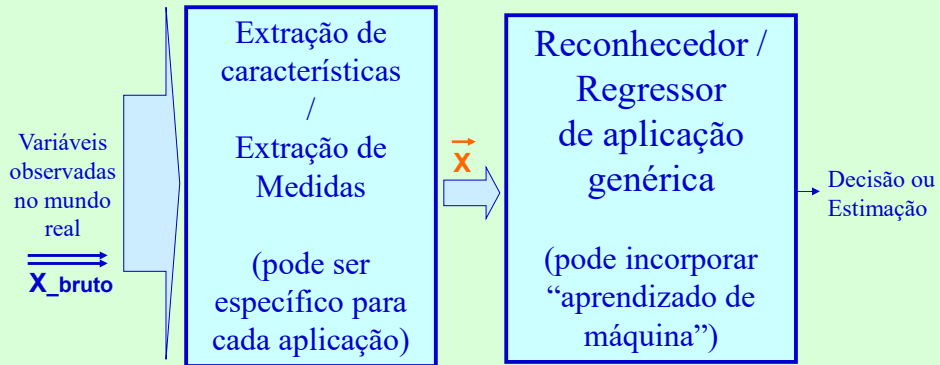 Variáveis
observadas
no mundo
real
X_bruto
Extração de
característificas
/
Extração de
Medidas
(pode ser
específico para
cada aplicação)
X
Reconhecedor /
Regressor
de aplicação
genérica
(pode incorporar
“aprendizado de
máquina”)
Decisão ou
Estimação